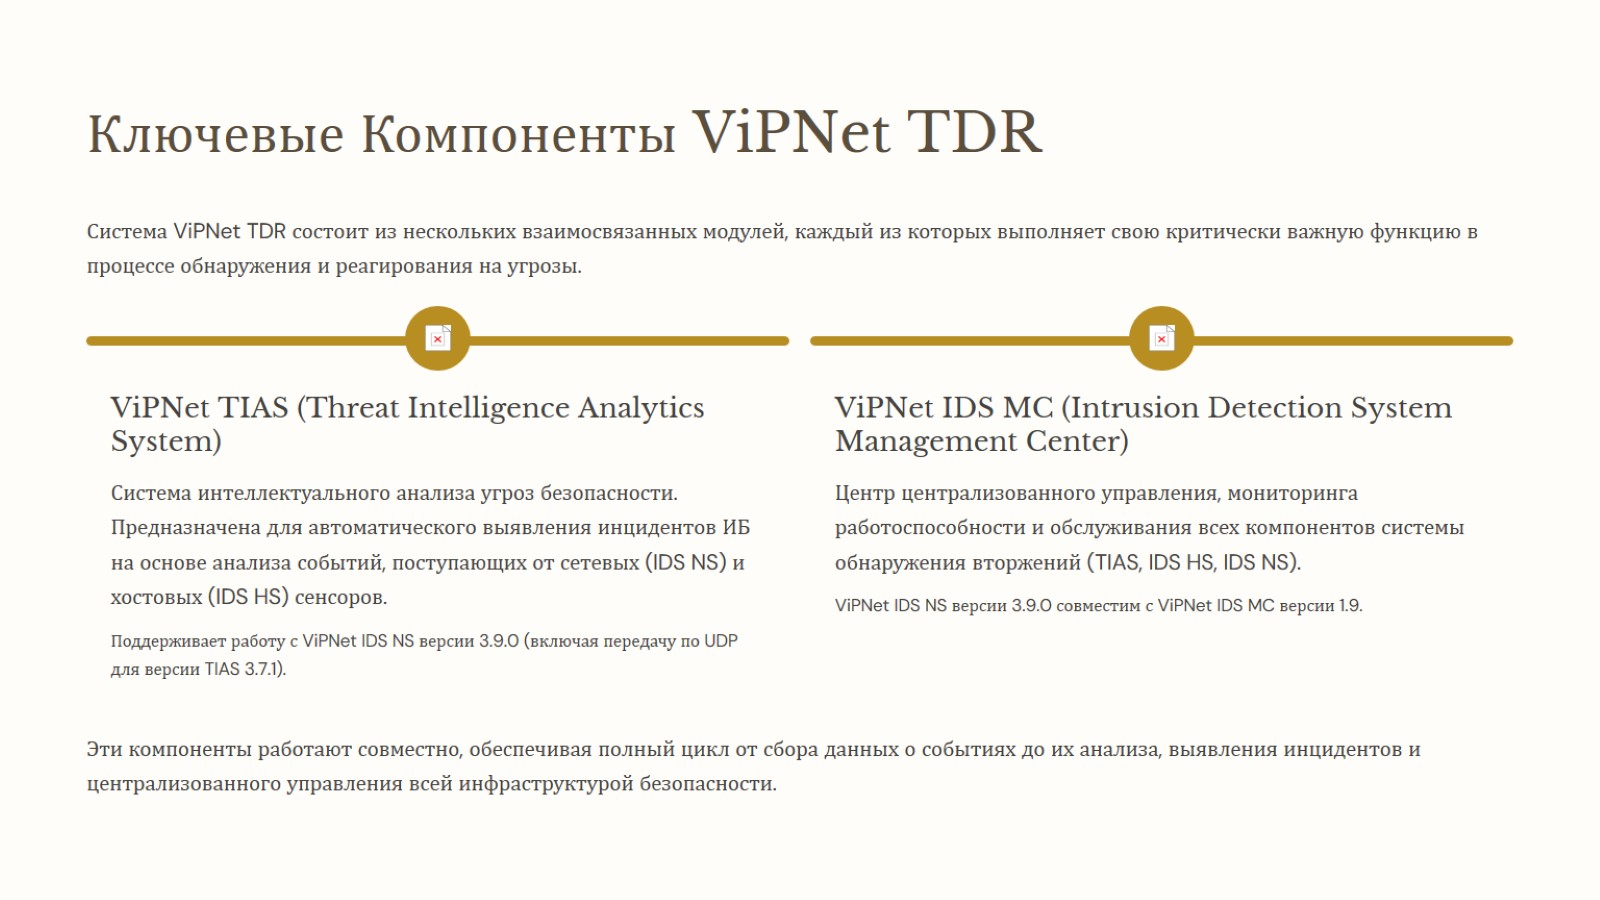 Ключевые Компоненты ViPNet TDR
Система ViPNet TDR состоит из нескольких взаимосвязанных модулей, каждый из которых выполняет свою критически важную функцию в
процессе обнаружения и реагирования на угрозы.
ViPNet TIAS (Threat Intelligence Analytics
System)
Система интеллектуального анализа угроз безопасности.
Предназначена для автоматического выявления инцидентов ИБ
на основе анализа событий, поступающих от сетевых (IDS NS) и
хостовых (IDS HS) сенсоров.
Поддерживает работу с ViPNet IDS NS версии 3.9.0 (включая передачу по UDP
для версии TIAS 3.7.1).
ViPNet IDS MC (Intrusion Detection System
Management Center)
Центр централизованного управления, мониторинга
работоспособности и обслуживания всех компонентов системы
обнаружения вторжений (TIAS, IDS HS, IDS NS).
ViPNet IDS NS версии 3.9.0 совместим с ViPNet IDS MC версии 1.9.
Эти компоненты работают совместно, обеспечивая полный цикл от сбора данных о событиях до их анализа, выявления инцидентов и
централизованного управления всей инфраструктурой безопасности.